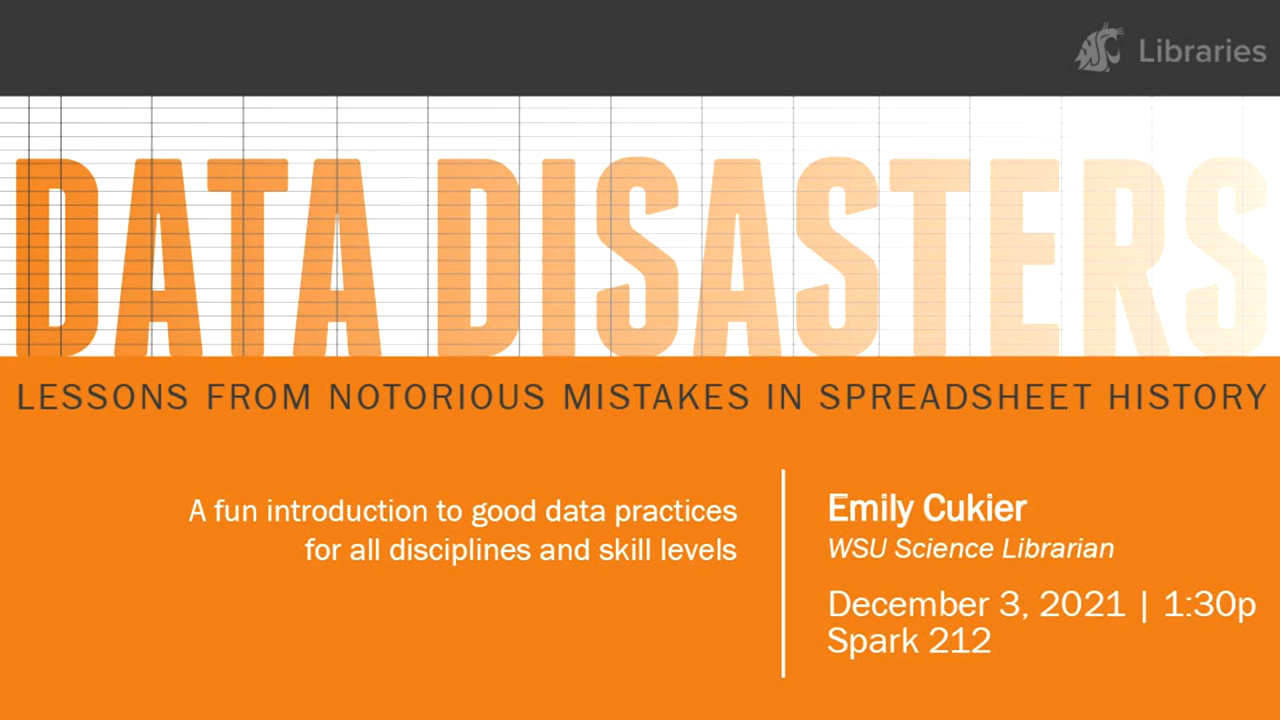 Libraries
DATA DISASTERS
LESSONS FROM NOTORIOUS MISTAKES IN SPREADSHEET HISTORY
A fun introduction to good data practices
for all disciplines and skill levels
Emily Cukier
WSU Science Librarian
December 3, 2021 | 1:30p
Spark 212